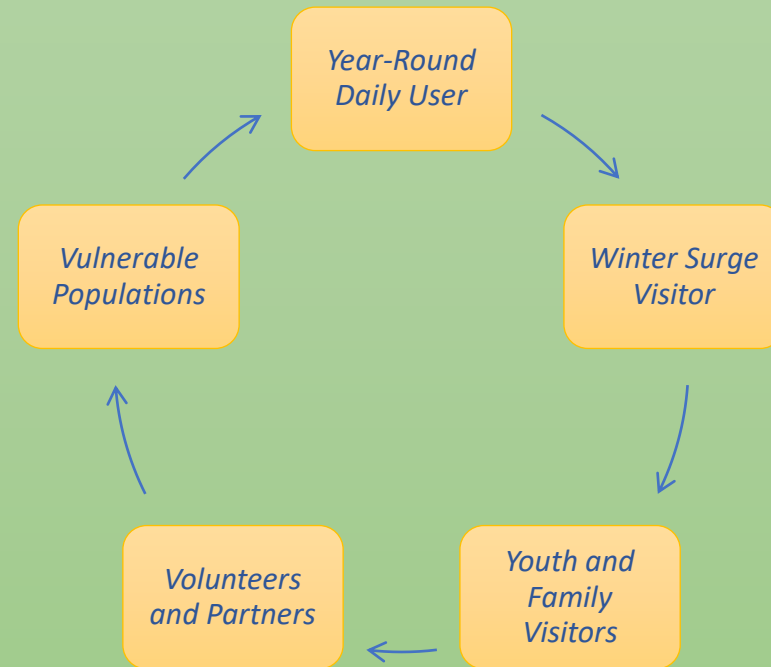 Year-Round
Daily User
Winter Surge
Visitor
Youth and
Family
Visitors
Volunteers
and Partners
Vulnerable
Populations